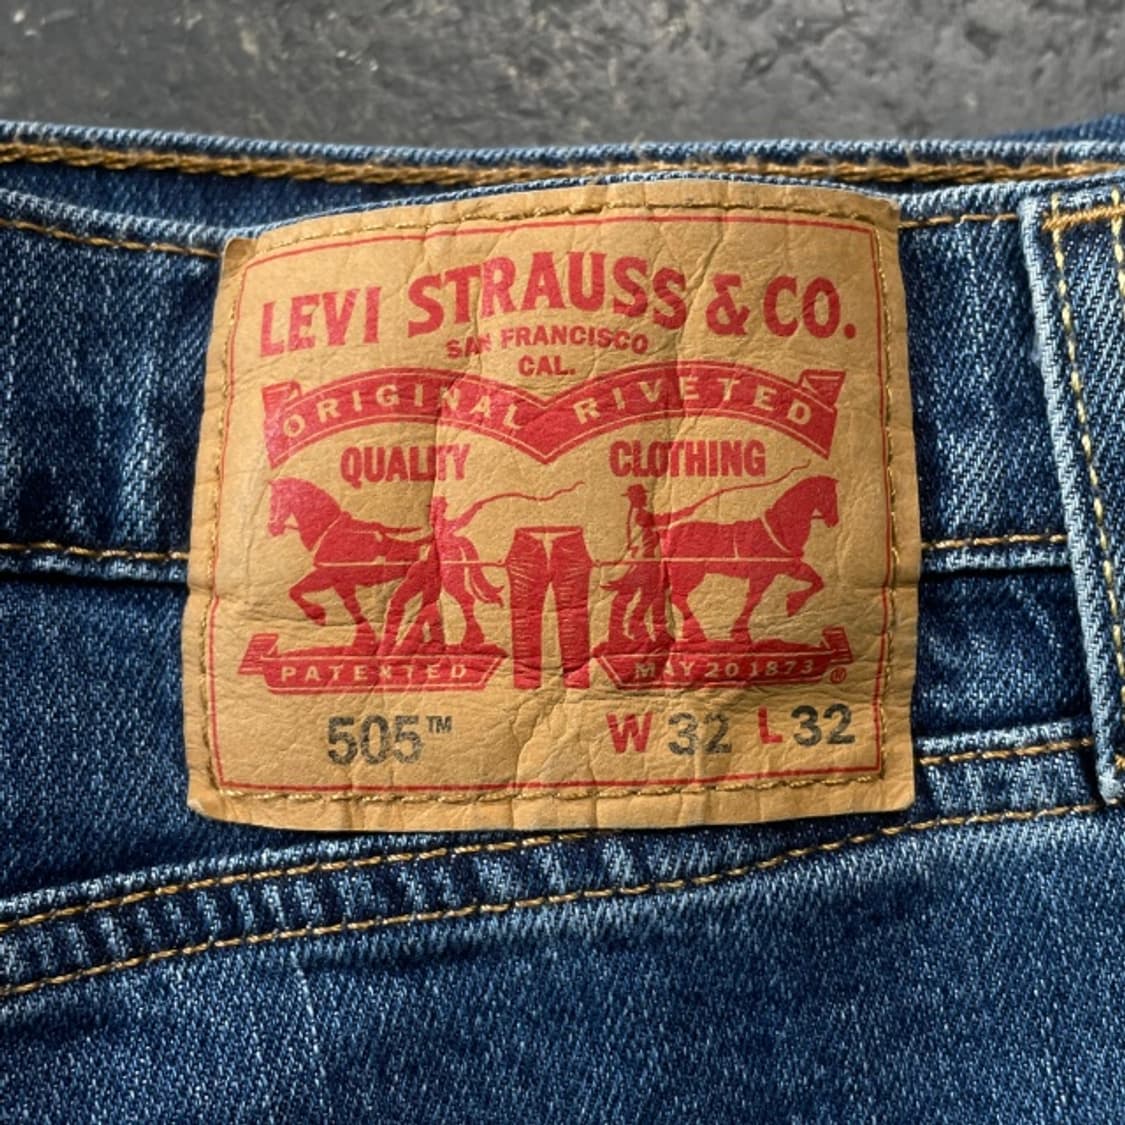 LEVI STRAUSS & CO.
SAN FRANCISCO
CAL.
ORIGINAL RIVETED
QUALITY CLOTHING
PATENTED MAY 20 1873 ®
505™ W 32 L 32